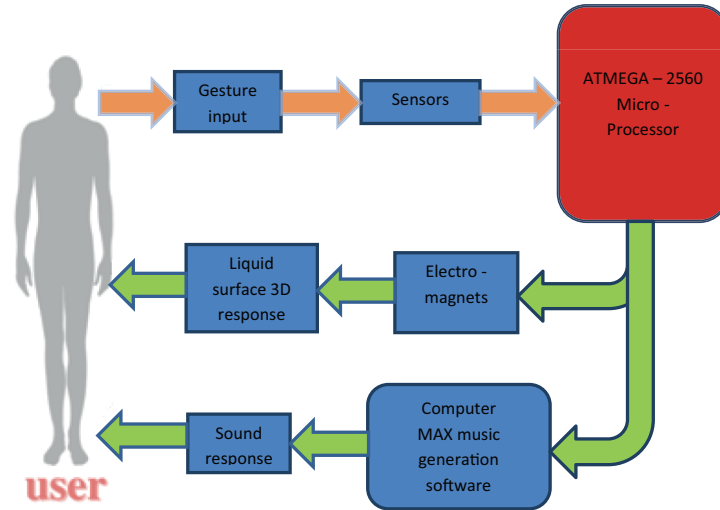 Gesture
input
Sensors
ATMEGA – 2560
Micro -
Processor
Liquid
surface 3D
response
Electro -
magnets
Sound
response
Computer
MAX music
generation
software
user